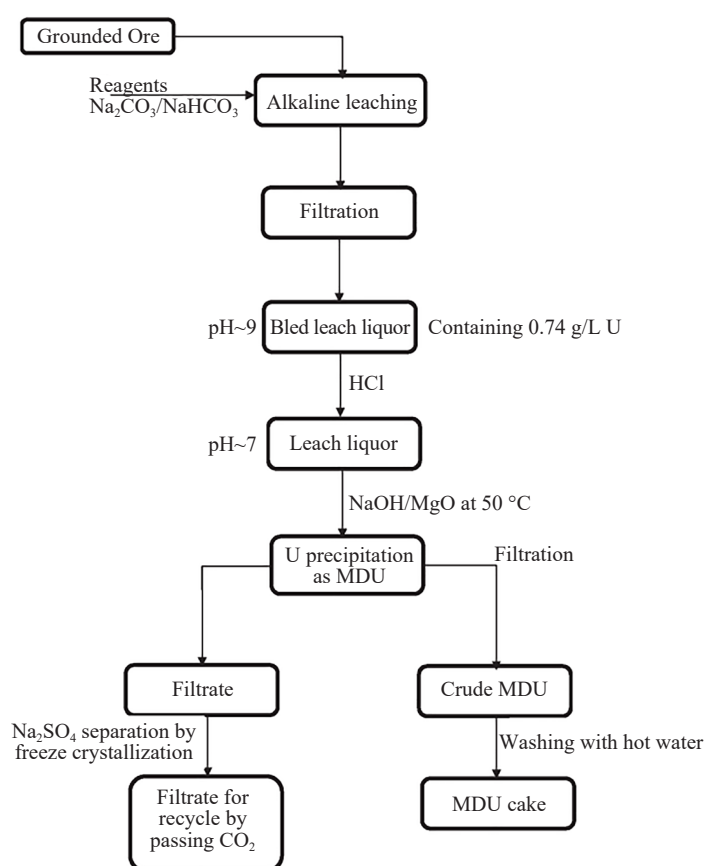 Grounded Ore
Reagents
Na₂CO₃/NaHCO₃
Alkaline leaching
Filtration
pH~9
Bled leach liquor
Containing 0.74 g/L U
HCl
pH~7
Leach liquor
NaOH/MgO at 50 °C
U precipitation
as MDU
Filtration
Filtrate
Crude MDU
Na₂SO₄ separation by
freeze crystallization
Washing with hot water
Filtrate for
recycle by
passing CO₂
MDU cake